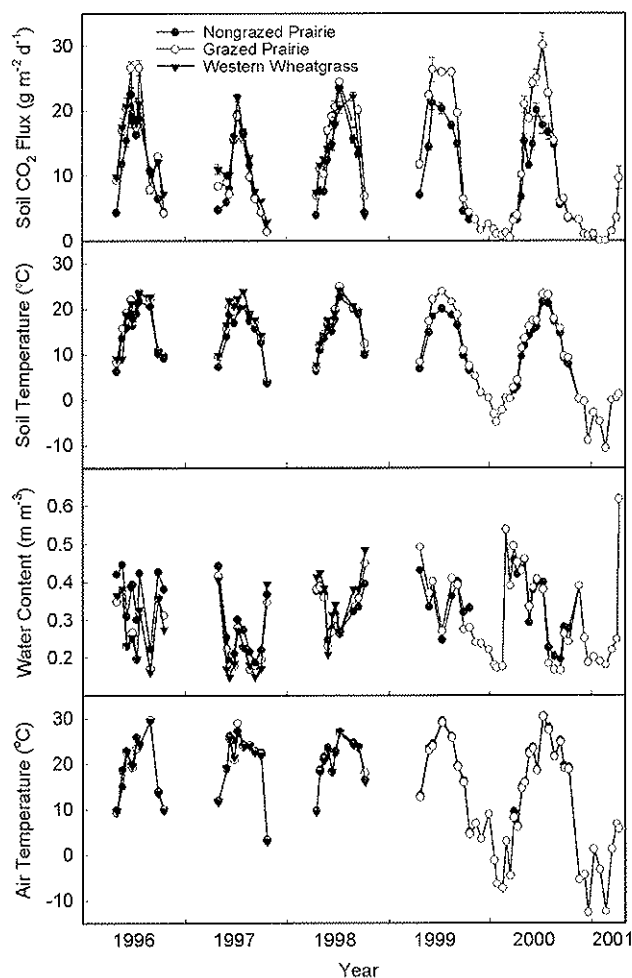 Nongrazed Prairie
Grazed Prairie
Western Wheatgrass
Soil CO₂ Flux (g m⁻² d⁻¹)
30
20
10
0
Soil Temperature (°C)
30
20
10
0
-10
Water Content (m m⁻³)
0.6
0.5
0.4
0.3
0.2
Air Temperature (°C)
30
20
10
0
-10
1996 1997 1998 1999 2000 2001
Year